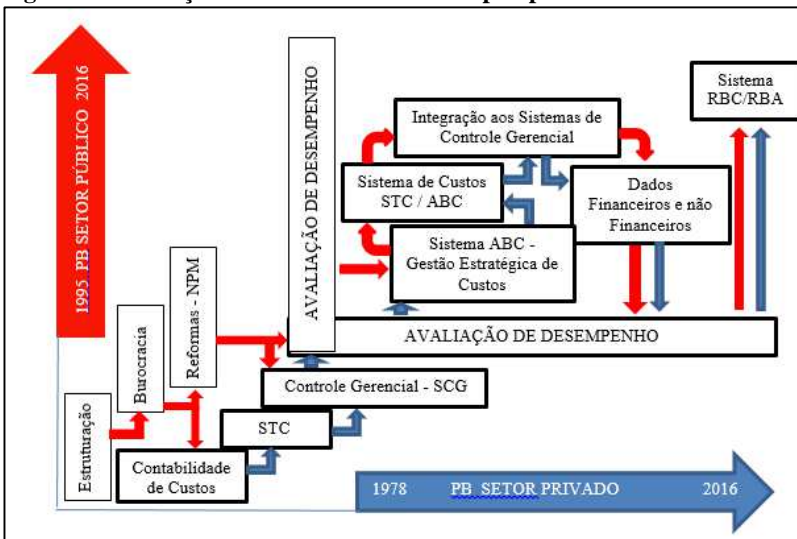 1995 PB SETOR PÚBLICO 2016
AVALIAÇÃO DE DESEMPENHO
Sistema
RBC/RBA
Integração aos Sistemas de
Controle Gerencial
Sistema de Custos
STC / ABC
Dados
Financeiros e não
Financeiros
Sistema ABC -
Gestão Estratégica de
Custos
Reformas - NPM
Burocracia
AVALIAÇÃO DE DESEMPENHO
Controle Gerencial - SCG
Estruturação
STC
Contabilidade
de Custos
1978 PB SETOR PRIVADO 2016